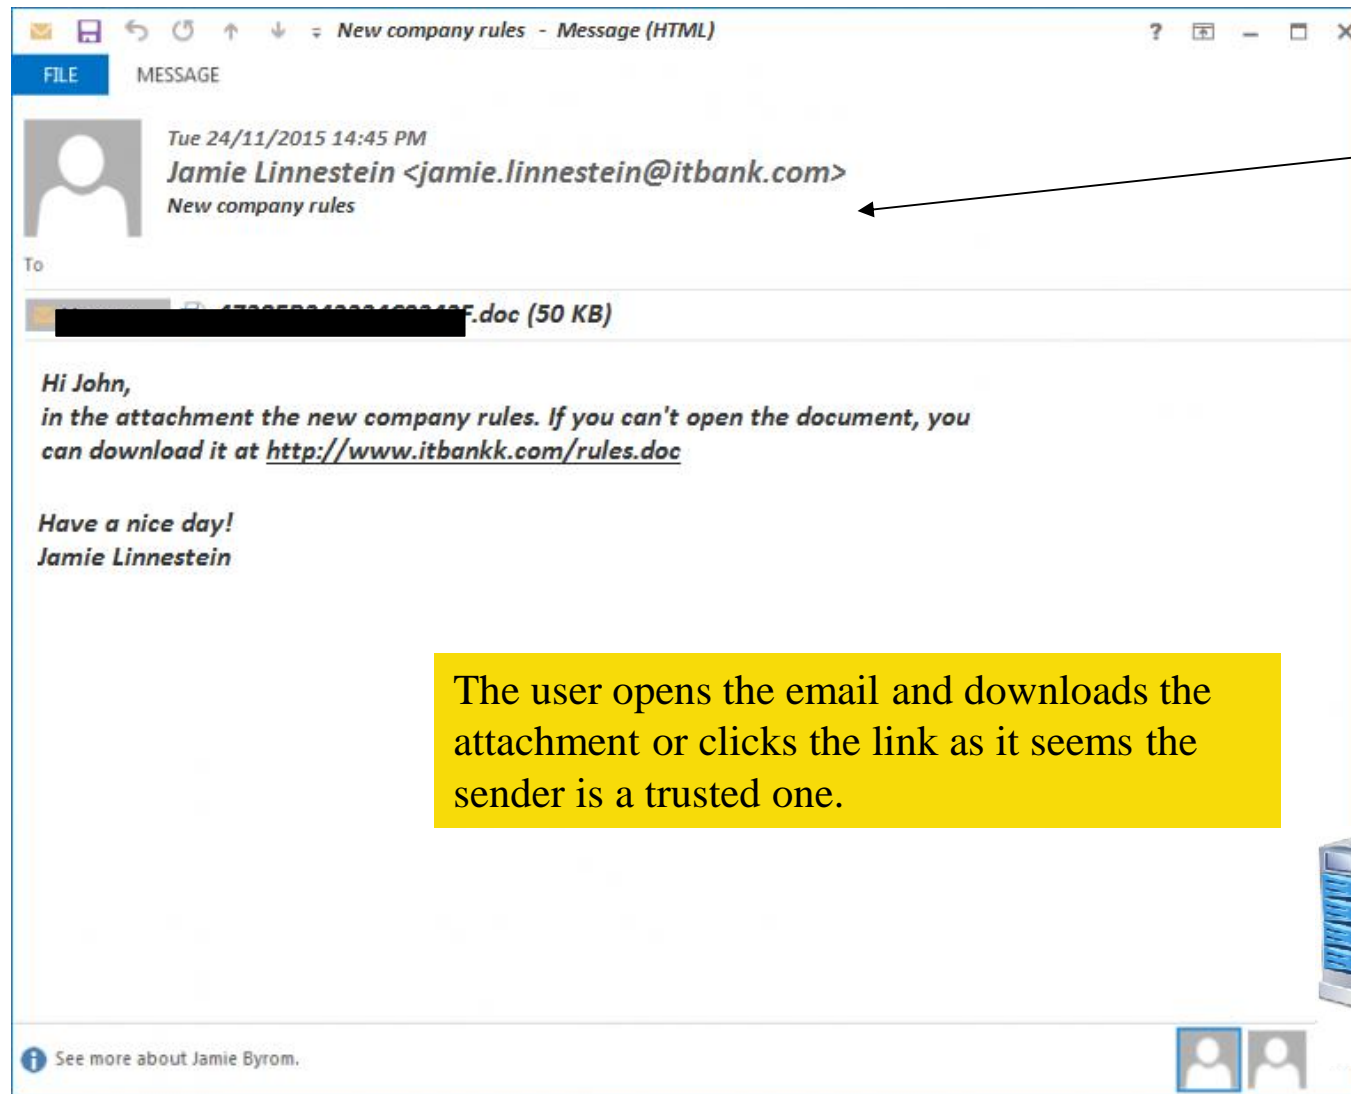 New company rules - Message (HTML)
?
FILE MESSAGE
Tue 24/11/2015 14:45 PM
Jamie Linnestein <jamie.linnestein@itbank.com>
New company rules
To
.doc (50 KB)
Hi John,
in the attachment the new company rules. If you can't open the document, you
can download it at http://www.itbankk.com/rules.doc
Have a nice day!
Jamie Linnestein
The user opens the email and downloads the
attachment or clicks the link as it seems the
sender is a trusted one.
See more about Jamie Byrom.